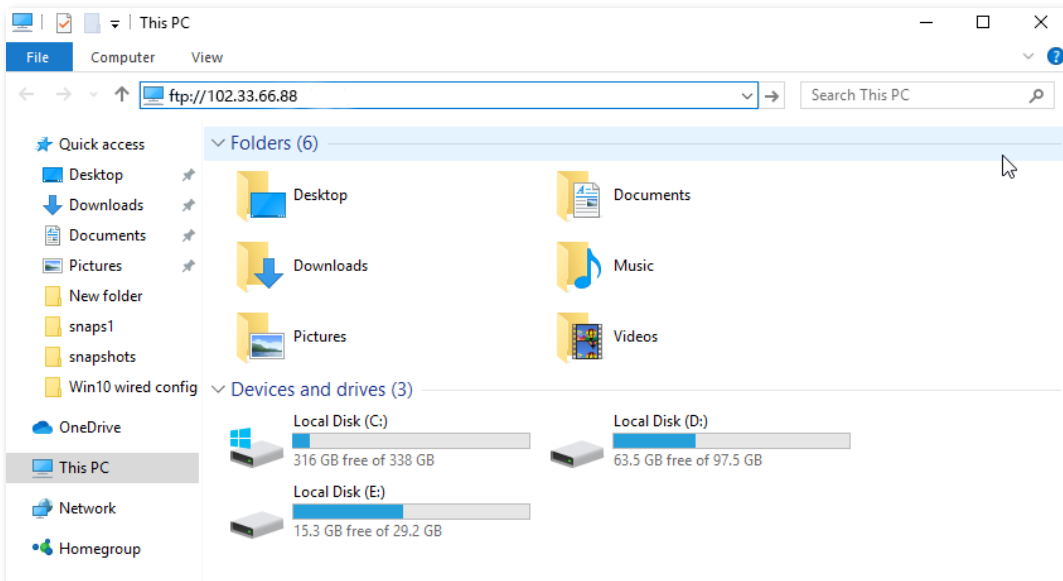 This PC
File Computer View
ftp://102.33.66.88
Search This PC
Quick access
Desktop
Downloads
Documents
Pictures
New folder
snaps1
snapshots
Win10 wired config
OneDrive
This PC
Network
Homegroup
Folders (6)
Desktop
Documents
Downloads
Music
Pictures
Videos
Devices and drives (3)
Local Disk (C:)
316 GB free of 338 GB
Local Disk (D:)
63.5 GB free of 97.5 GB
Local Disk (E:)
15.3 GB free of 29.2 GB